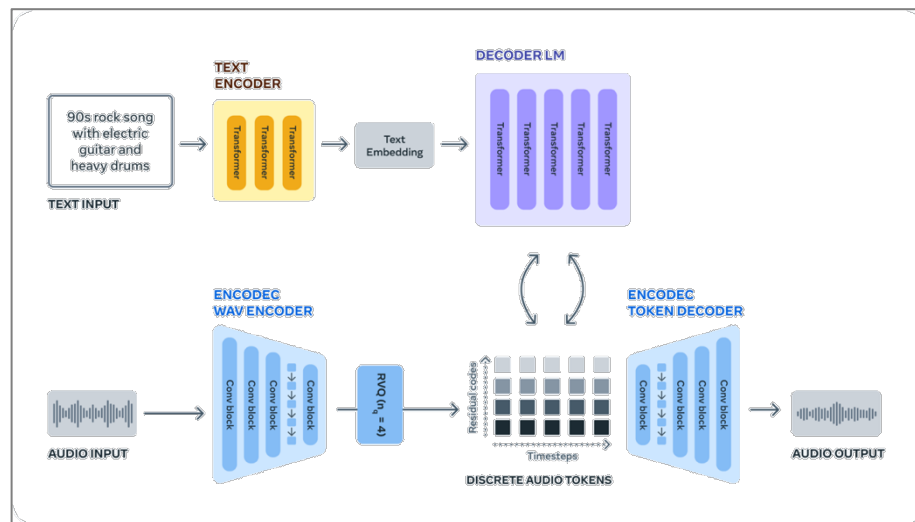 DECODER LM
TEXT
ENCODER
90s rock song
with electric
guitar and
heavy drums
TEXT INPUT
Transformer
Transformer
Transformer
Text
Embedding
Transformer
Transformer
Transformer
Transformer
Transformer
ENCODEC
WAV ENCODER
ENCODEC
TOKEN DECODER
AUDIO INPUT
Conv block
Conv block
Conv block
Conv block
RVQ (n_q = 4)
Residual codes
Timesteps
DISCRETE AUDIO TOKENS
Conv block
Conv block
Conv block
Conv block
AUDIO OUTPUT